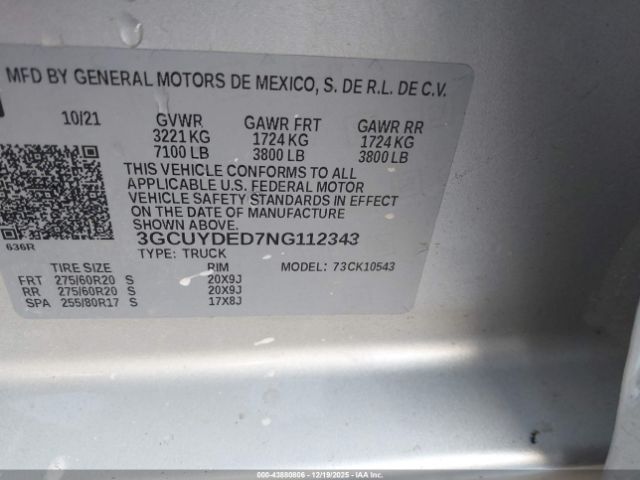 MFD BY GENERAL MOTORS DE MEXICO, S. DE R.L. DE C.V.
10/21 GVWR GAWR FRT GAWR RR
3221 KG 1724 KG 1724 KG
7100 LB 3800 LB 3800 LB
THIS VEHICLE CONFORMS TO ALL
APPLICABLE U.S. FEDERAL MOTOR
VEHICLE SAFETY STANDARDS IN EFFECT
ON THE DATE OF MANUFACTURE
SHOWN ABOVE.
3GCUYDED7NG112343
636R
TYPE: TRUCK
TIRE SIZE RIM MODEL: 73CK10543
FRT 275/60R20 S 20X9J
RR 275/60R20 S 20X9J
SPA 255/80R17 S 17X8J
000-43880806 - 12/19/2025 - IAAI.COM